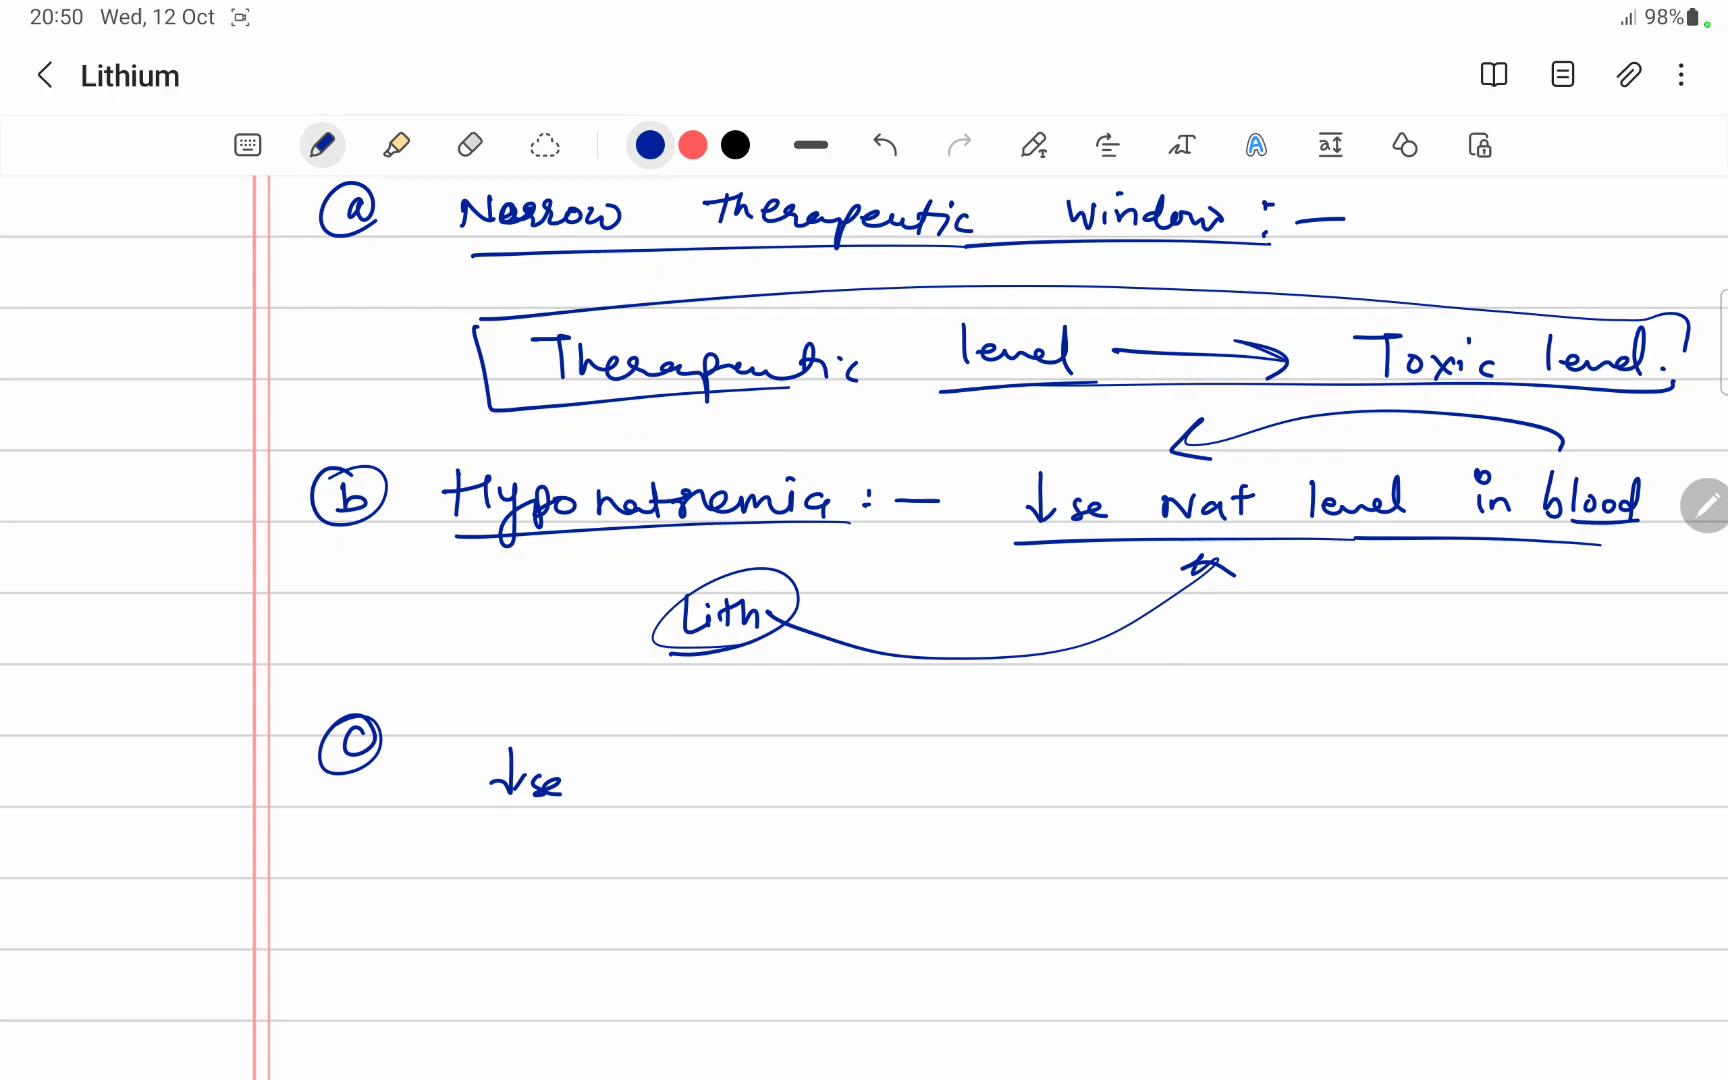 20:50 Wed, 12 Oct 98%
Lithium
ⓐ Narrow therapeutic window :—
Therapeutic level → Toxic level.
ⓑ Hyponatremia :— ↓se Na+ level in blood
Lith
ⓒ ↓se